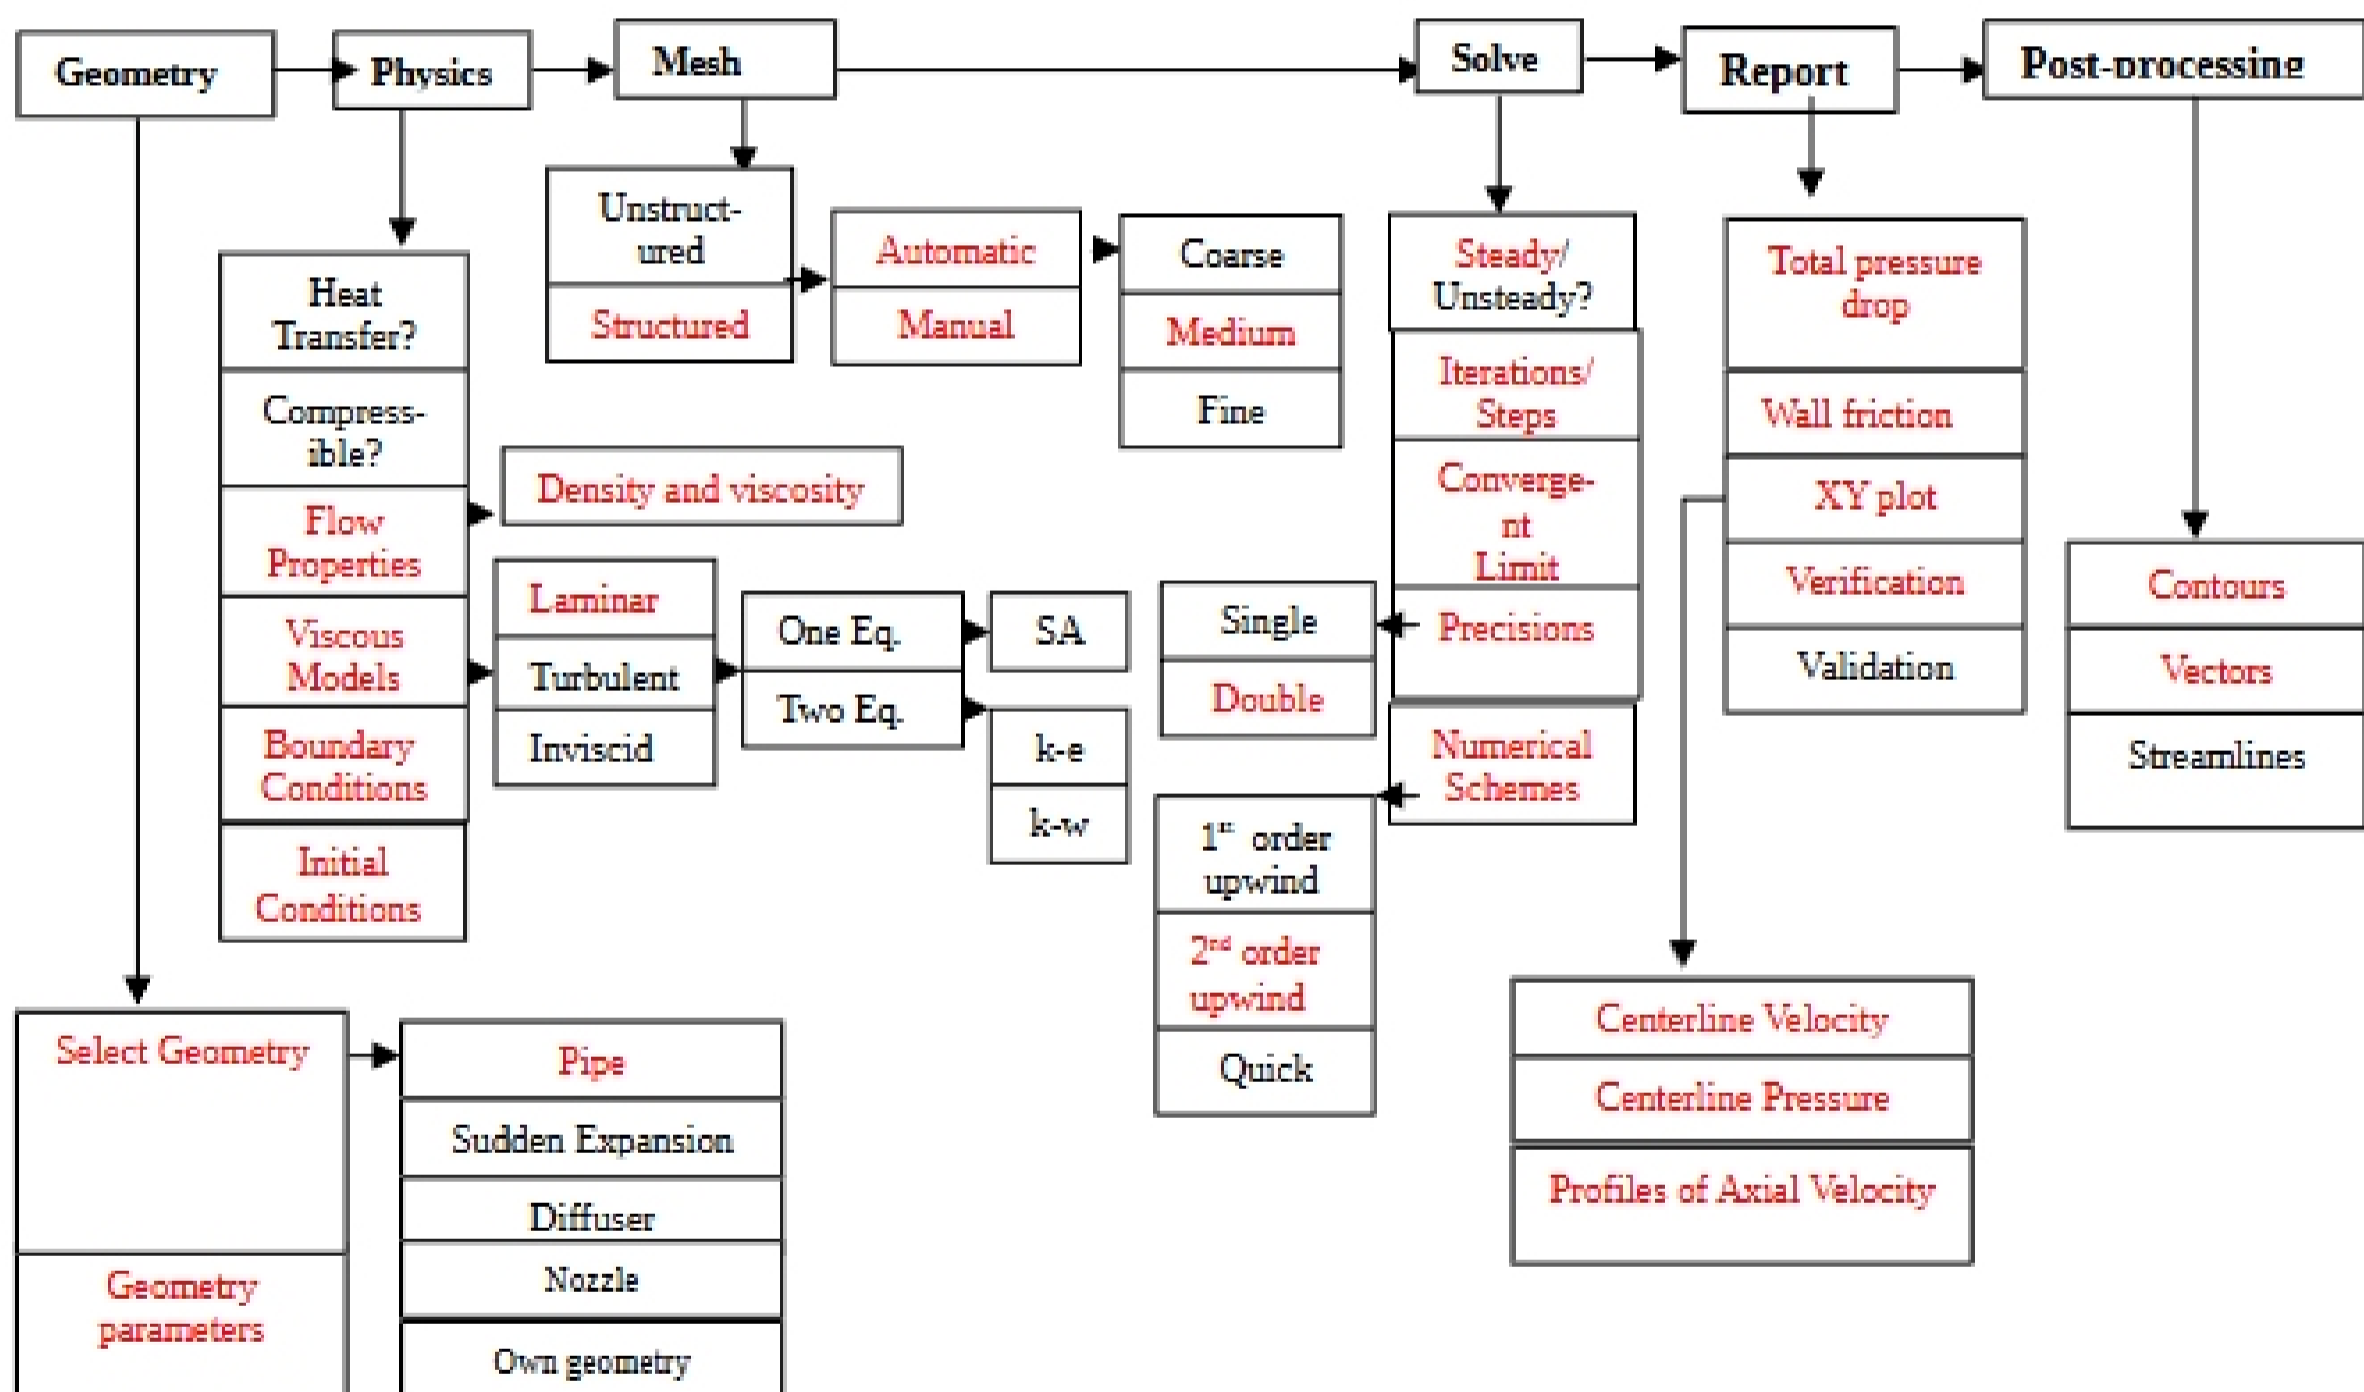 Geometry
Physics
Mesh
Solve
Report
Post-processing
Unstruct-
ured
Structured
Automatic
Manual
Coarse
Medium
Fine
Heat
Transfer?
Compress-
ible?
Flow
Properties
Viscous
Models
Boundary
Conditions
Initial
Conditions
Density and viscosity
Laminar
Turbulent
Inviscid
One Eq.
Two Eq.
SA
k-e
k-w
Steady/
Unsteady?
Iterations/
Steps
Converge-
nt
Limit
Precisions
Numerical
Schemes
Single
Double
1st order
upwind
2nd order
upwind
Quick
Total pressure
drop
Wall friction
XY plot
Verification
Validation
Contours
Vectors
Streamlines
Centerline Velocity
Centerline Pressure
Profiles of Axial Velocity
Select Geometry
Geometry
parameters
Pipe
Sudden Expansion
Diffuser
Nozzle
Own geometry